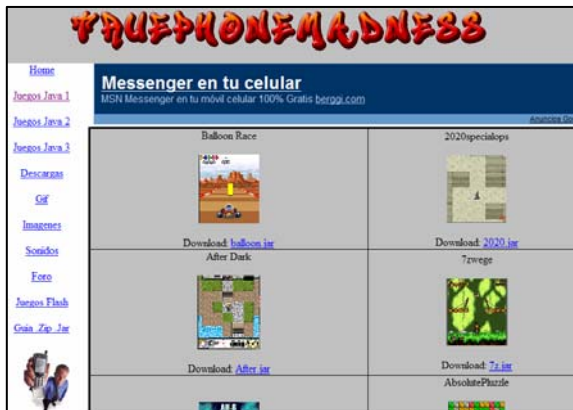 TRUEPHONEMADNESS
Home
Juegos Java 1
Juegos Java 2
Juegos Java 3
Descargas
Gif
Imagenes
Sonidos
Foro
Juegos Flash
Guia .Zip .Jar
Messenger en tu celular
MSN Messenger en tu móvil celular 100% Gratis berggi.com
Anuncios Go
Balloon Race
2020specialops
Download: balloon.jar
Download: 2020.jar
After Dark
7zwege
Download: After.jar
Download: 7z.jar
AbsolutePluzzle